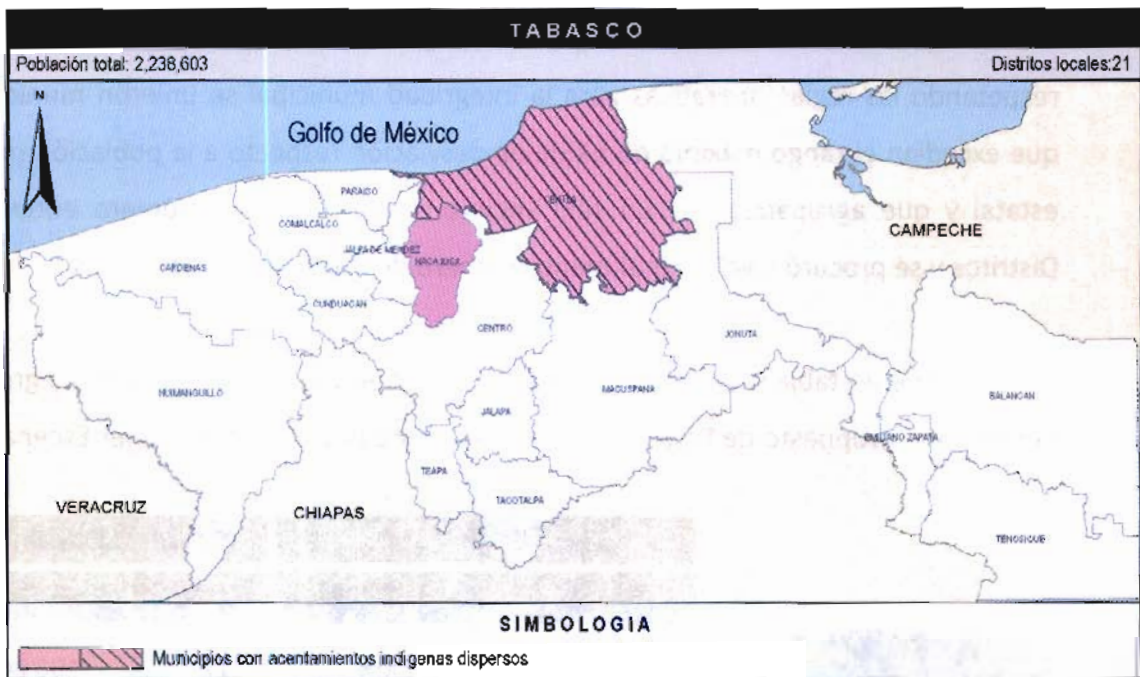 TABASCO
Población total: 2,238,603
Distritos locales:21
N
Golfo de México
PARAISO
CENTLA
COMALCALCO
CAMPECHE
JALPA DE MENDEZ
NACAJUCA
CARDENAS
CUNDUACAN
CENTRO
JONUTA
HUIMANGUILLO
MACUSPANA
BALANCAN
JALAPA
EMILIANO ZAPATA
TEAPA
TACOTALPA
VERACRUZ
CHIAPAS
TENOSIQUE
SIMBOLOGIA
Municipios con acentamientos indígenas dispersos